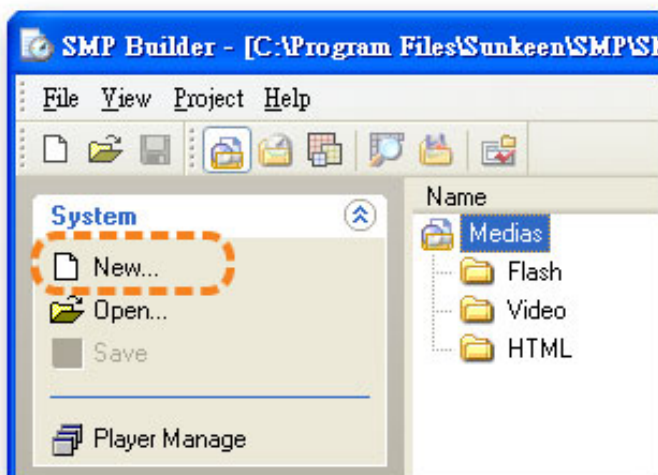 SMP Builder - [C:\Program Files\Sunkeen\SMP\S
File View Project Help
System
New...
Open...
Save
Player Manage
Name
Medias
Flash
Video
HTML